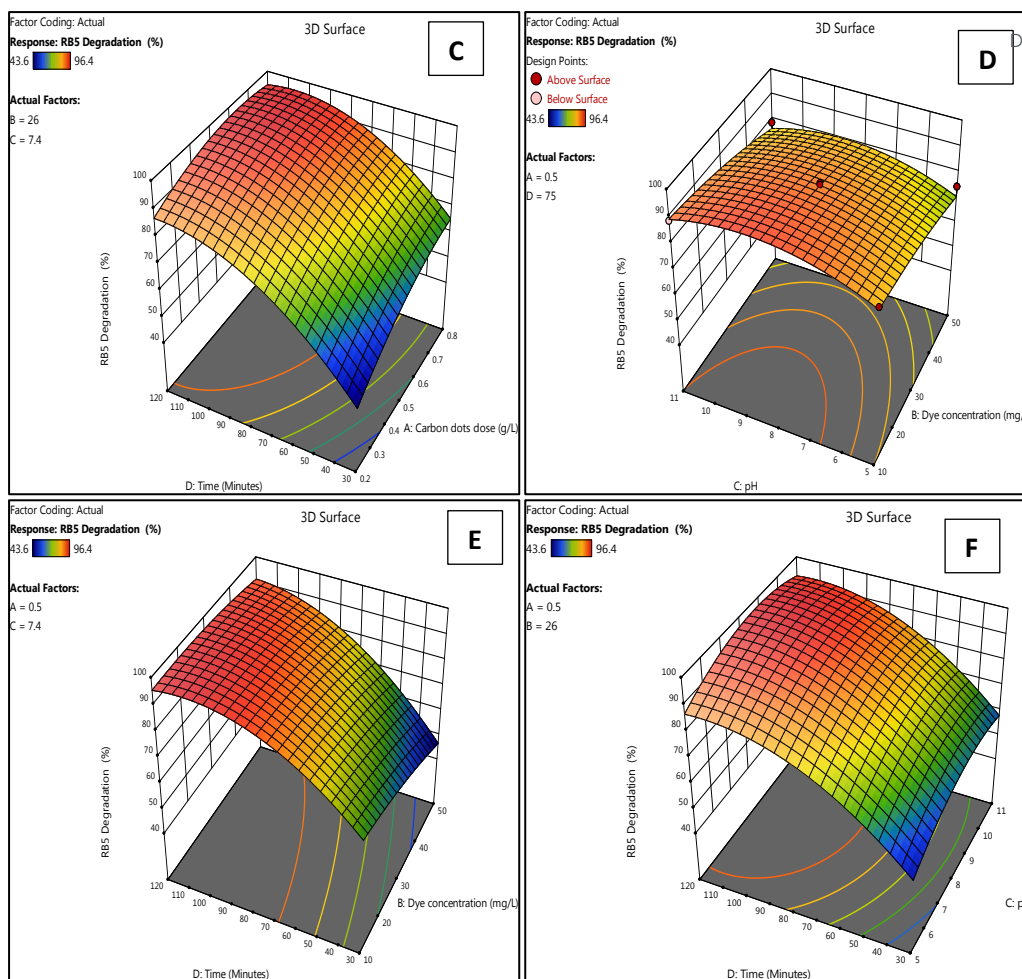 Factor Coding: Actual
3D Surface
Response: RB5 Degradation (%)
43.6 96.4
C
Actual Factors:
B = 26
C = 7.4
100
90
80
70
60
50
40
RB5 Degradation (%)
120 110 100 90 80 70 60 50 40 30
D: Time (Minutes)
0.2 0.3 0.4 0.5 0.6 0.7 0.8
A: Carbon dots dose (g/L)
Factor Coding: Actual
3D Surface
Response: RB5 Degradation (%)
Design Points:
Above Surface
Below Surface
43.6 96.4
D
D
Actual Factors:
A = 0.5
D = 75
100
90
80
70
60
50
40
RB5 Degradation (%)
11 10 9 8 7 6 5
C: pH
10 20 30 40 50
B: Dye concentration (mg/
Factor Coding: Actual
3D Surface
Response: RB5 Degradation (%)
43.6 96.4
E
Actual Factors:
A = 0.5
C = 7.4
100
90
80
70
60
50
40
RB5 Degradation (%)
120 110 100 90 80 70 60 50 40 30
D: Time (Minutes)
10 20 30 40 50
B: Dye concentration (mg/L)
Factor Coding: Actual
3D Surface
Response: RB5 Degradation (%)
43.6 96.4
F
Actual Factors:
A = 0.5
B = 26
100
90
80
70
60
50
40
RB5 Degradation (%)
120 110 100 90 80 70 60 50 40 30
D: Time (Minutes)
5 6 7 8 9 10 11
C: p